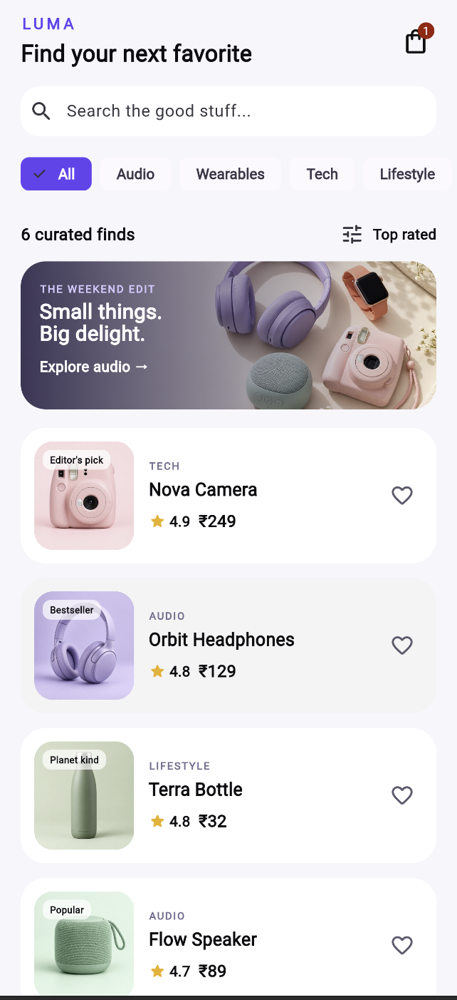 LUMA
1
Find your next favorite
Search the good stuff...
All Audio Wearables Tech Lifestyle
6 curated finds Top rated
THE WEEKEND EDIT
Small things.
Big delight.
Explore audio →
Editor's pick
TECH
Nova Camera
4.9 ₹249
Bestseller
AUDIO
Orbit Headphones
4.8 ₹129
Planet kind
LIFESTYLE
Terra Bottle
4.8 ₹32
Popular
AUDIO
Flow Speaker
4.7 ₹89